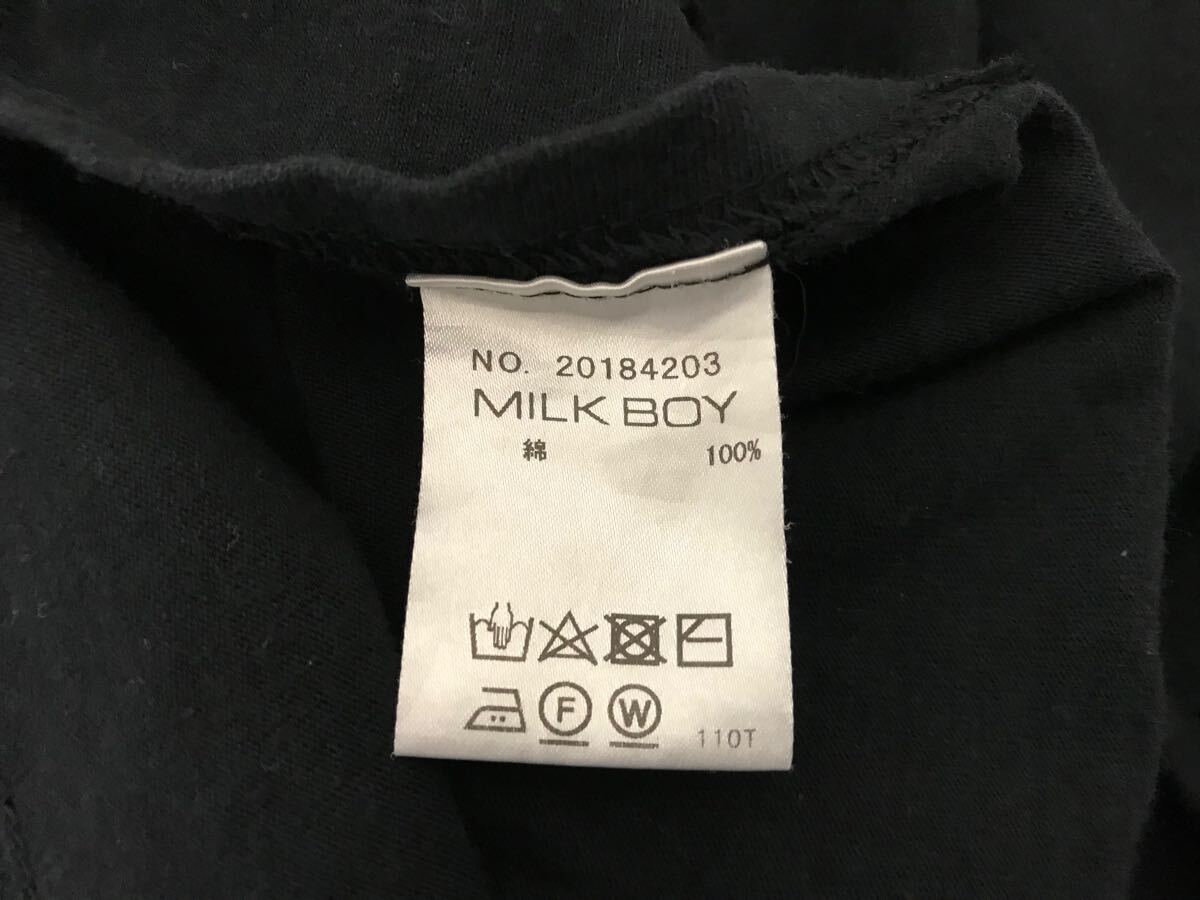 NO. 20184203
MILK BOY
綿 100%
F W 110T